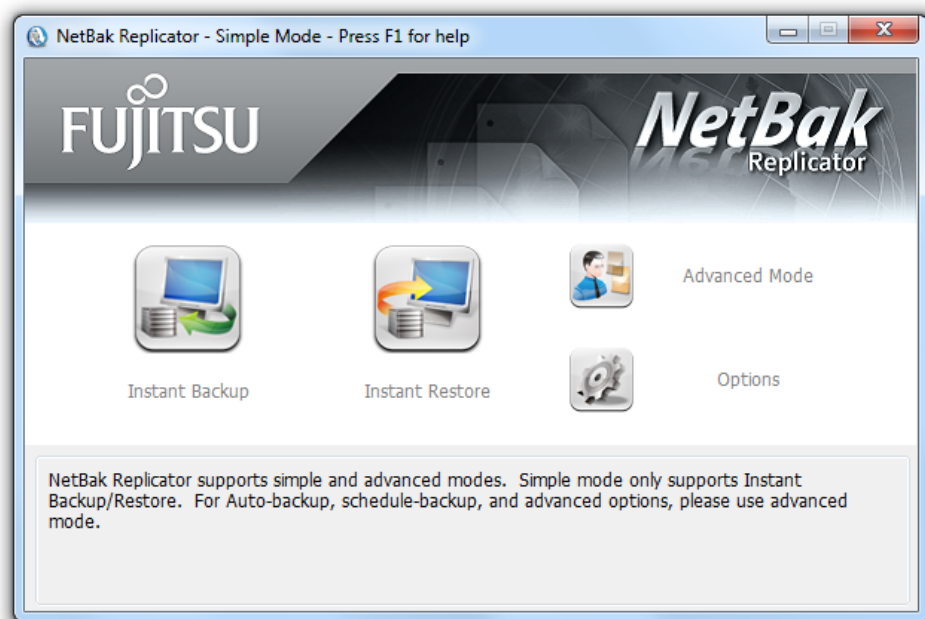 NetBak Replicator - Simple Mode - Press F1 for help
FUJITSU
NetBak
Replicator
Advanced Mode
Options
Instant Backup
Instant Restore
NetBak Replicator supports simple and advanced modes.  Simple mode only supports Instant
Backup/Restore.  For Auto-backup, schedule-backup, and advanced options, please use advanced
mode.